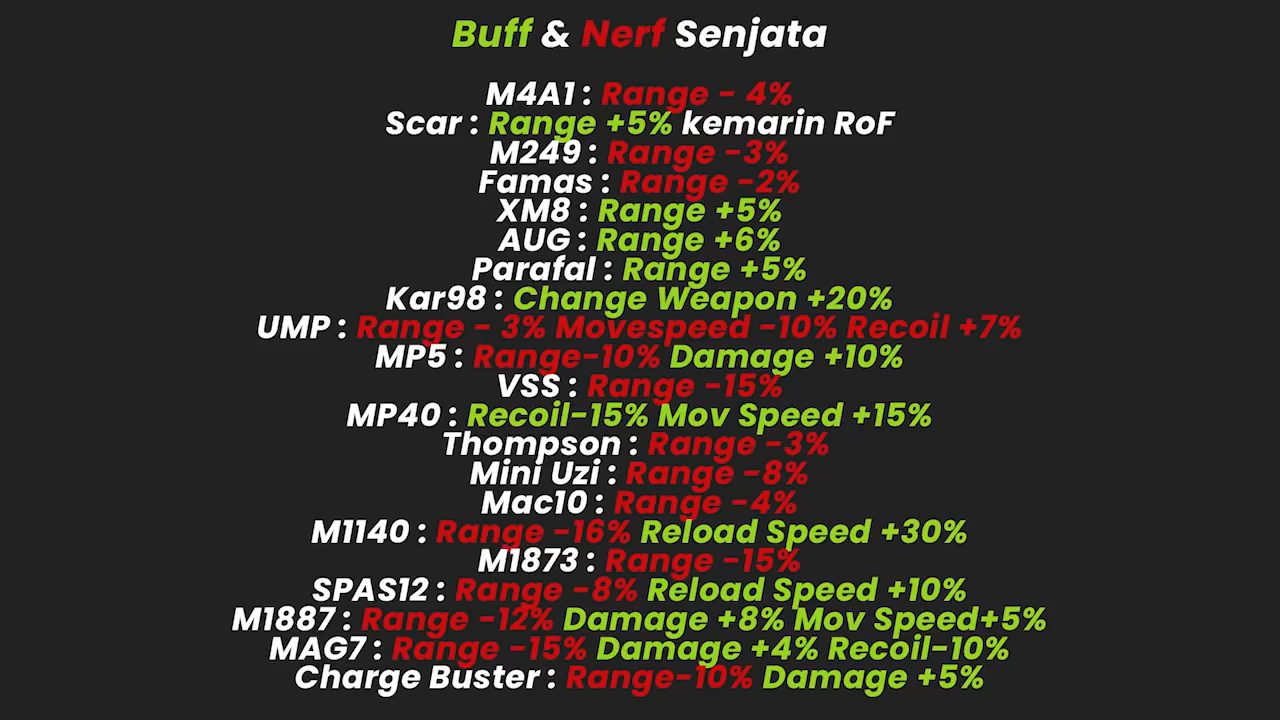 Buff & Nerf Senjata
M4A1 : Range - 4%
Scar : Range +5% kemarin RoF
M249 : Range -3%
Famas : Range -2%
XM8 : Range +5%
AUG : Range +6%
Parafal : Range +5%
Kar98 : Change Weapon +20%
UMP : Range - 3% Movespeed -10% Recoil +7%
MP5 : Range-10% Damage +10%
VSS : Range -15%
MP40 : Recoil-15% Mov Speed +15%
Thompson : Range -3%
Mini Uzi : Range -8%
Mac10 : Range -4%
M1140 : Range -16% Reload Speed +30%
M1873 : Range -15%
SPAS12 : Range -8% Reload Speed +10%
M1887 : Range -12% Damage +8% Mov Speed+5%
MAG7 : Range -15% Damage +4% Recoil-10%
Charge Buster : Range-10% Damage +5%